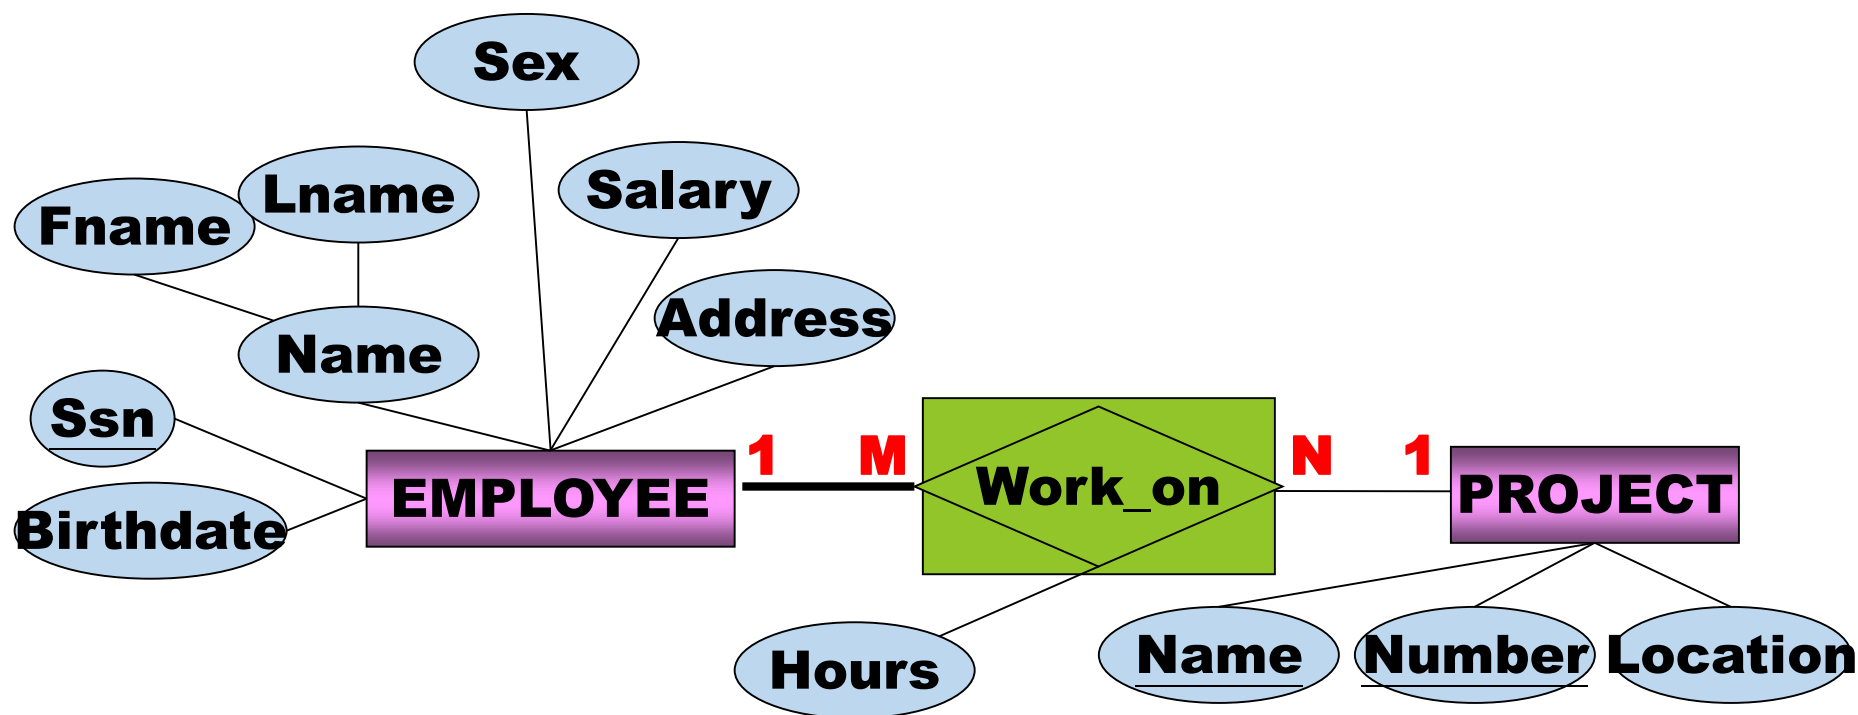 Sex
Salary
Lname
Fname
Address
Name
Ssn
Birthdate
EMPLOYEE
1 M
Work_on
N 1
PROJECT
Hours
Name
Number
Location